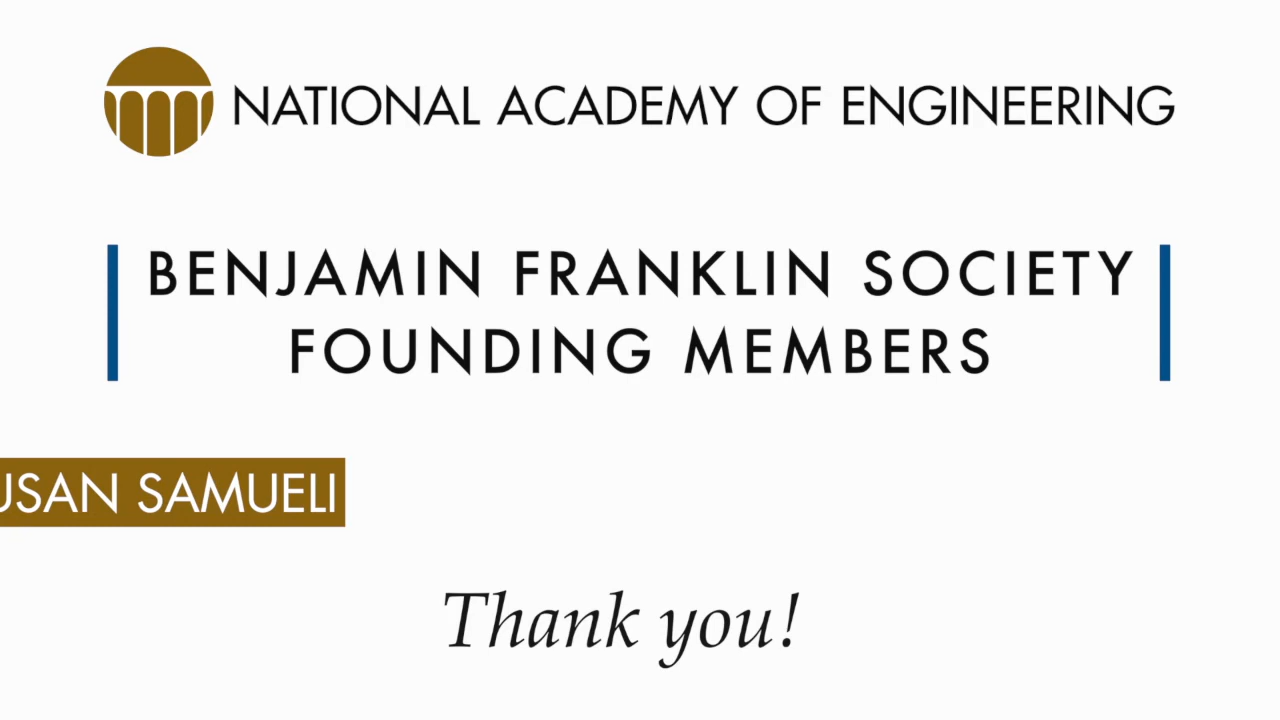 NATIONAL ACADEMY OF ENGINEERING
BENJAMIN FRANKLIN SOCIETY
FOUNDING MEMBERS
USAN SAMUELI
Thank you!